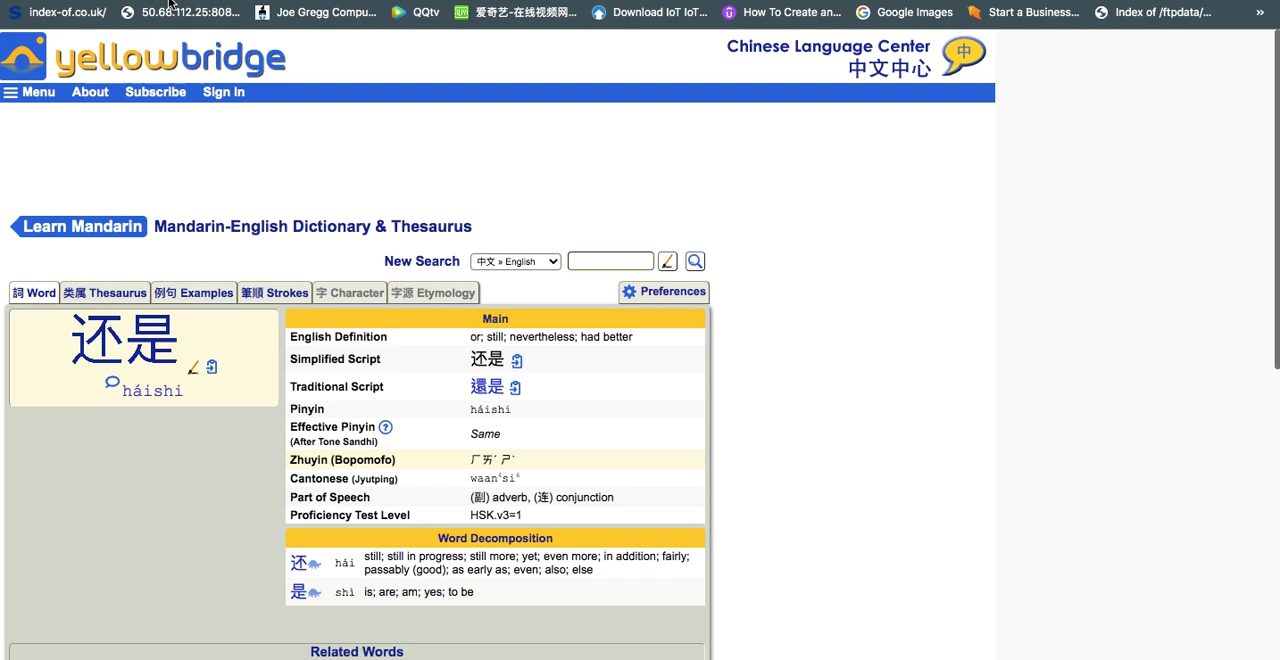 index-of.co.uk/ 50.68.112.25:808... Joe Gregg Compu... QQtv 爱奇艺-在线视频网... Download IoT IoT... How To Create an... Google Images Start a Business... Index of /ftpdata/... »
yellowbridge
Chinese Language Center
中文中心
中
Menu About Subscribe Sign In
Learn Mandarin Mandarin-English Dictionary & Thesaurus
New Search 中文 » English
詞 Word 类属 Thesaurus 例句 Examples 筆順 Strokes 字 Character 字源 Etymology Preferences
还是
háishi
Main
English Definition or; still; nevertheless; had better
Simplified Script 还是
Traditional Script 還是
Pinyin háishi
Effective Pinyin ? Same
(After Tone Sandhi)
Zhuyin (Bopomofo) ㄏㄞˊ ㄕ˙
Cantonese (Jyutping) waan⁴si⁶
Part of Speech (副) adverb, (连) conjunction
Proficiency Test Level HSK.v3=1
Word Decomposition
还 hái still; still in progress; still more; yet; even more; in addition; fairly;
passably (good); as early as; even; also; else
是 shì is; are; am; yes; to be
Related Words